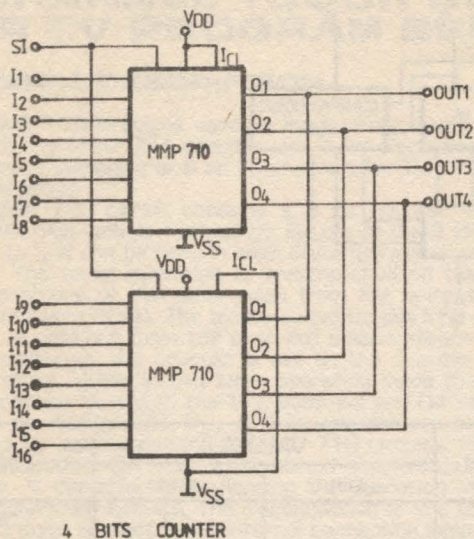 VDD
SI
ICL
I1
I2
I3
I4
I5
I6
I7
I8
MMP 710
O1
O2
O3
O4
OUT1
OUT2
OUT3
OUT4
VSS
VDD
ICL
I9
I10
I11
I12
I13
I14
I15
I16
MMP 710
O1
O2
O3
O4
VSS
4 BITS COUNTER